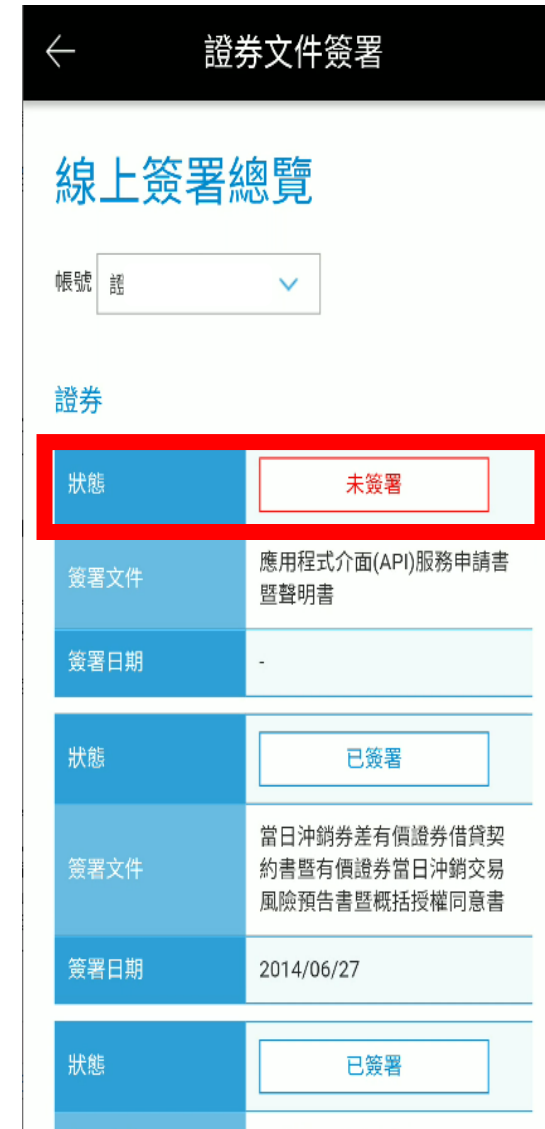 證券文件簽署
線上簽署總覽
帳號 證
證券
狀態 未簽署
簽署文件 應用程式介面(API)服務申請書
暨聲明書
簽署日期 -
狀態 已簽署
簽署文件 當日沖銷券差有價證券借貸契
約書暨有價證券當日沖銷交易
風險預告書暨概括授權同意書
簽署日期 2014/06/27
狀態 已簽署